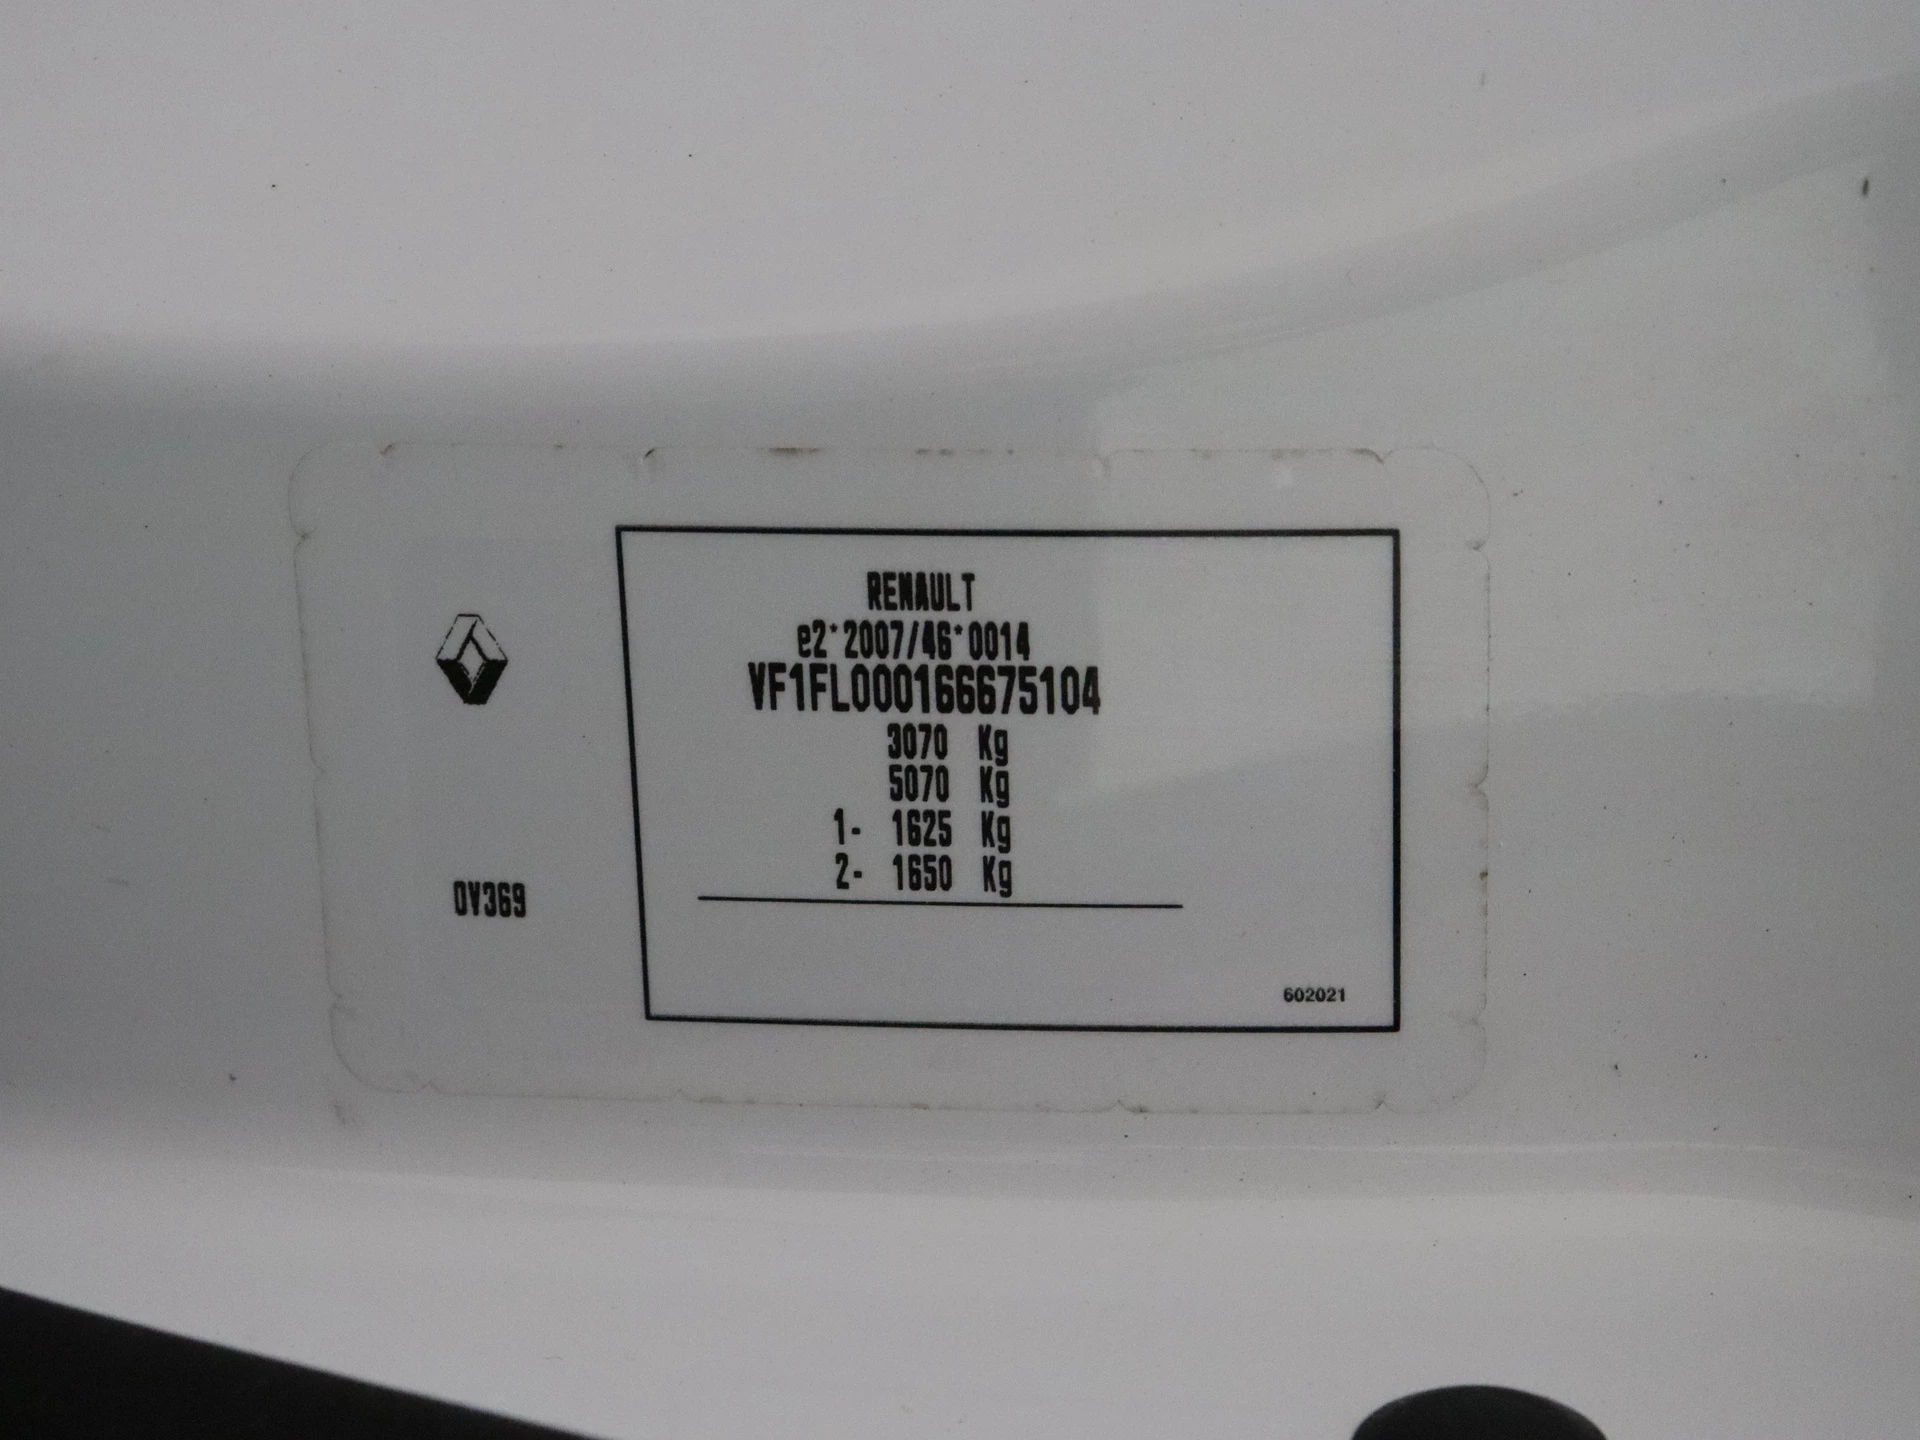 RENAULT
e2*2007/46*0014
VF1FL000166675104
3070 Kg
5070 Kg
1- 1625 Kg
2- 1650 Kg
0V369
602021